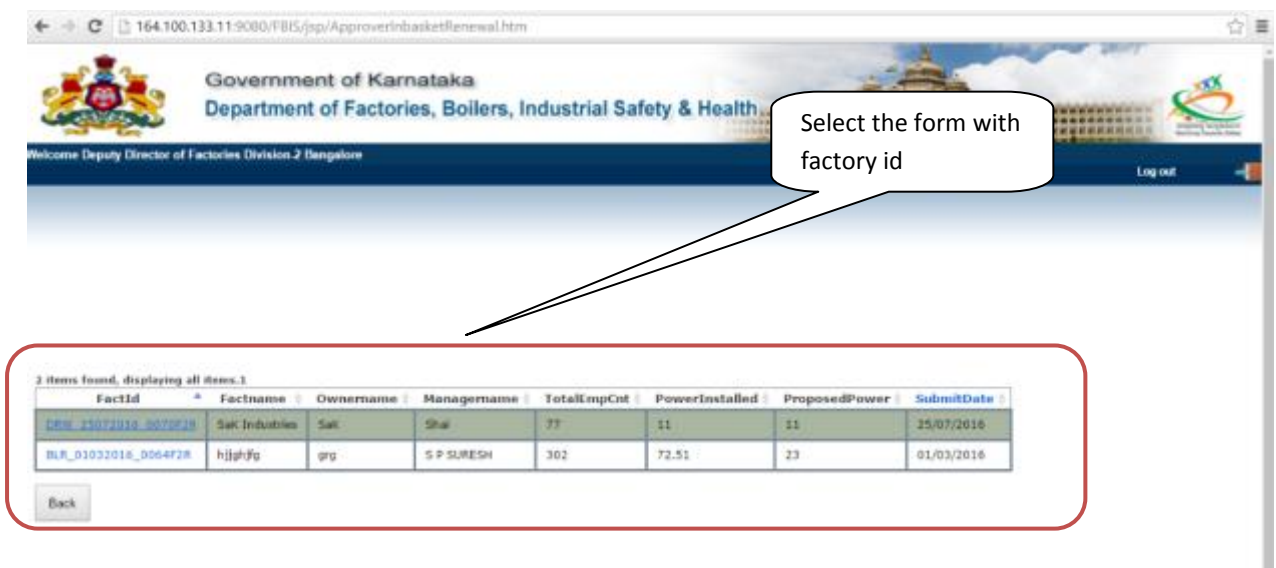 164.100.133.11:9080/FBIS/jsp/ApproverInbasketRenewal.htm
Government of Karnataka
Department of Factories, Boilers, Industrial Safety & Health
Select the form with
factory id
Welcome Deputy Director of Factories Division-2 Bangalore
Log out
2 items found, displaying all items.1
FactId Factname Ownername Managername TotalEmpCnt PowerInstalled ProposedPower SubmitDate
SaK Industries SaK Shai 77 11 11 25/07/2016
BLR_01032016_0064F2R hjjghjfg grg S P SURESH 302 72.51 23 01/03/2016
Back